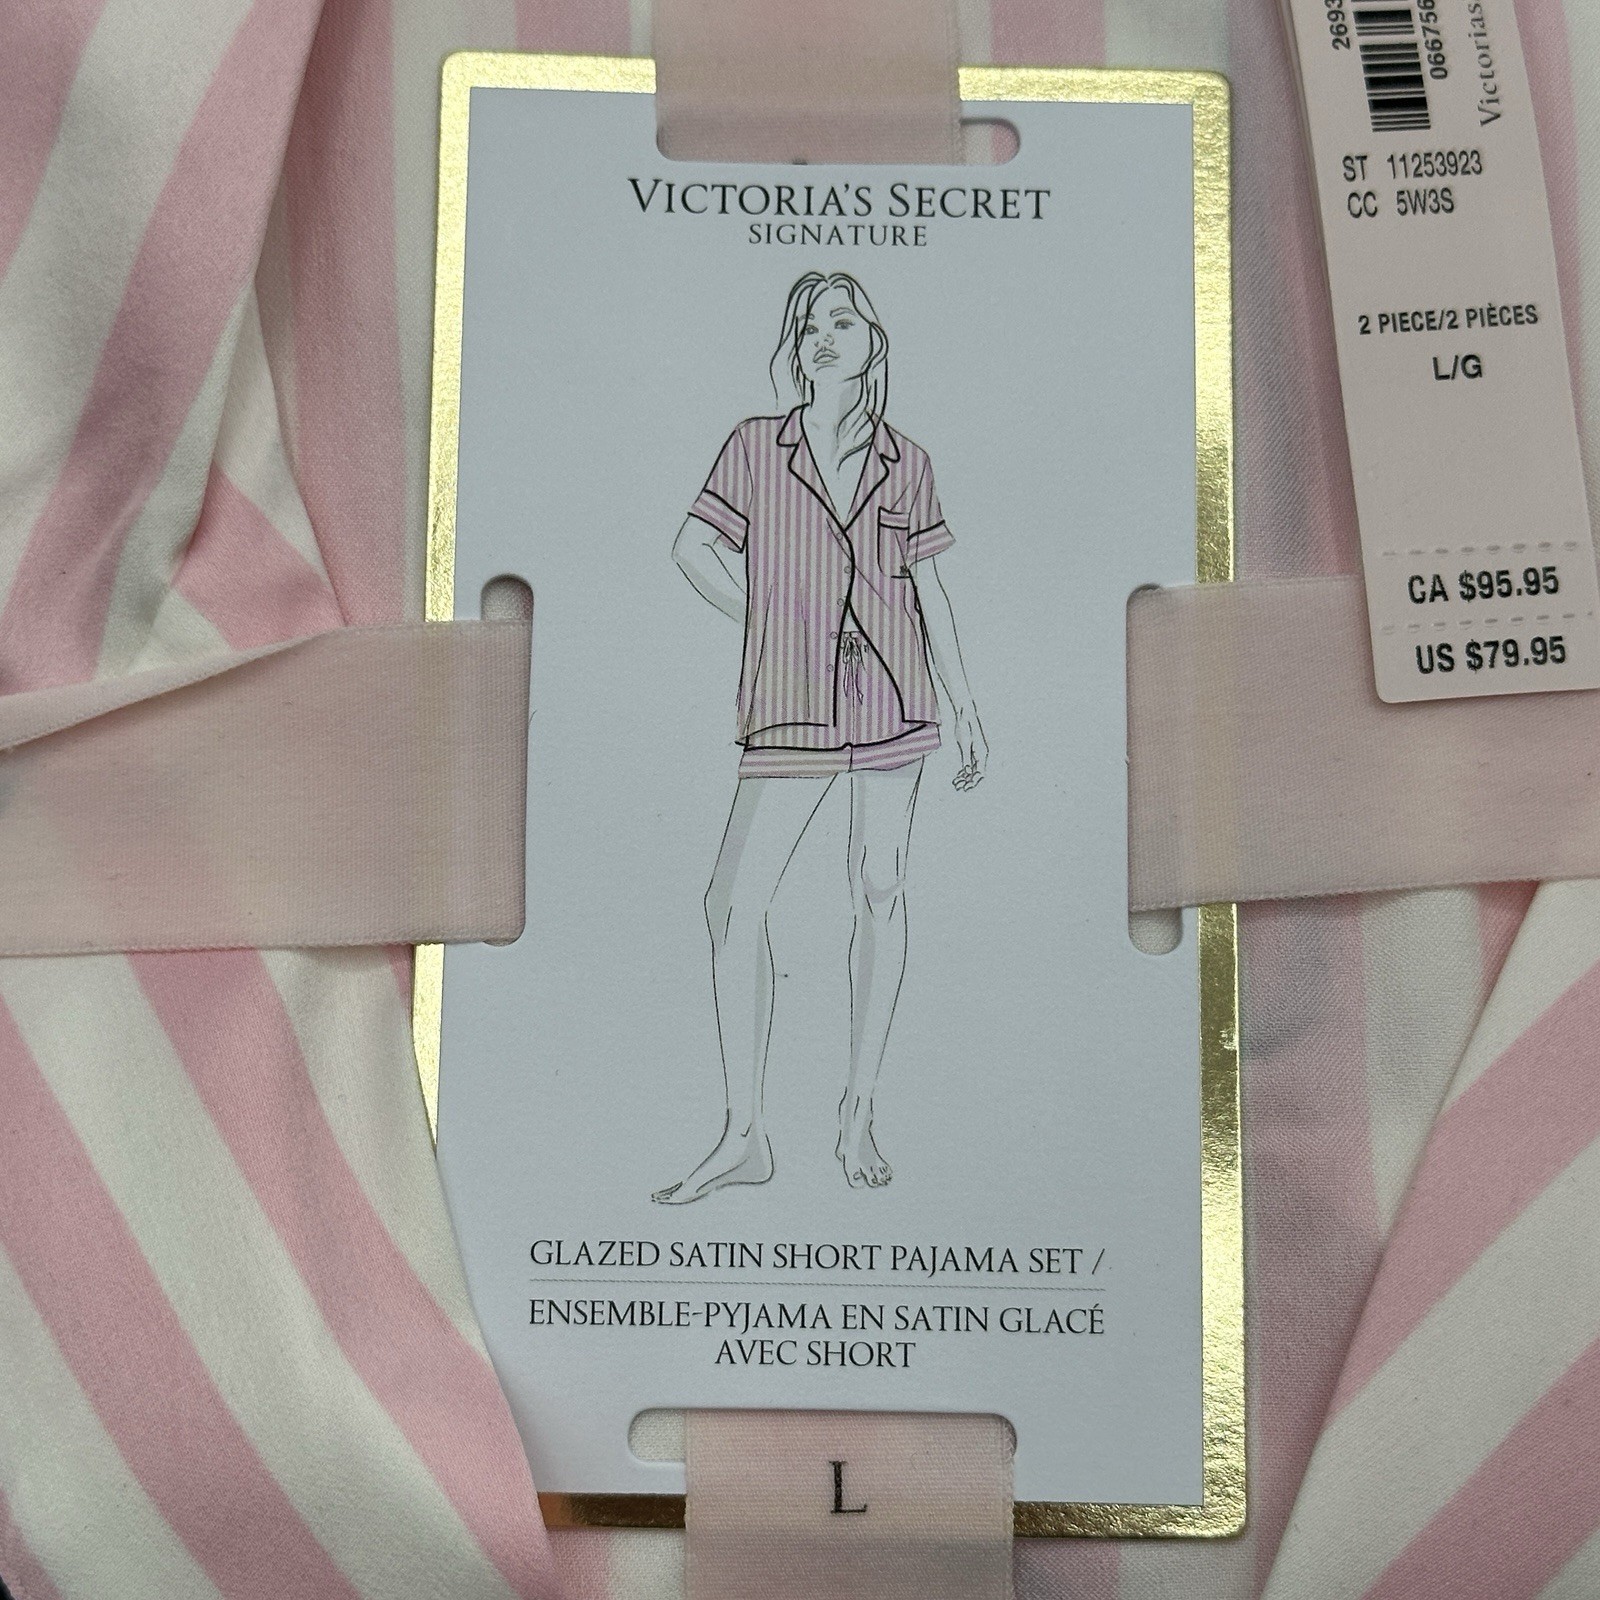 VICTORIA'S SECRET
SIGNATURE
GLAZED SATIN SHORT PAJAMA SET /
ENSEMBLE-PYJAMA EN SATIN GLACÉ
AVEC SHORT
L
2693
066756
Victorias
ST 11253923
CC 5W3S
2 PIECE/2 PIÈCES
L/G
CA $95.95
US $79.95